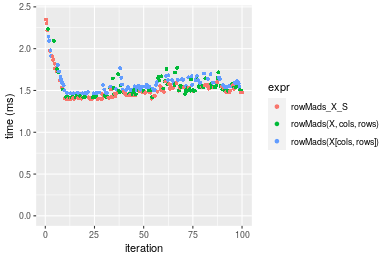 2.5
2.0
1.5
1.0
0.5
0.0
time (ms)
0 25 50 75 100
iteration
expr
rowMads_X_S
rowMads(X, cols, rows)
rowMads(X[cols, rows])